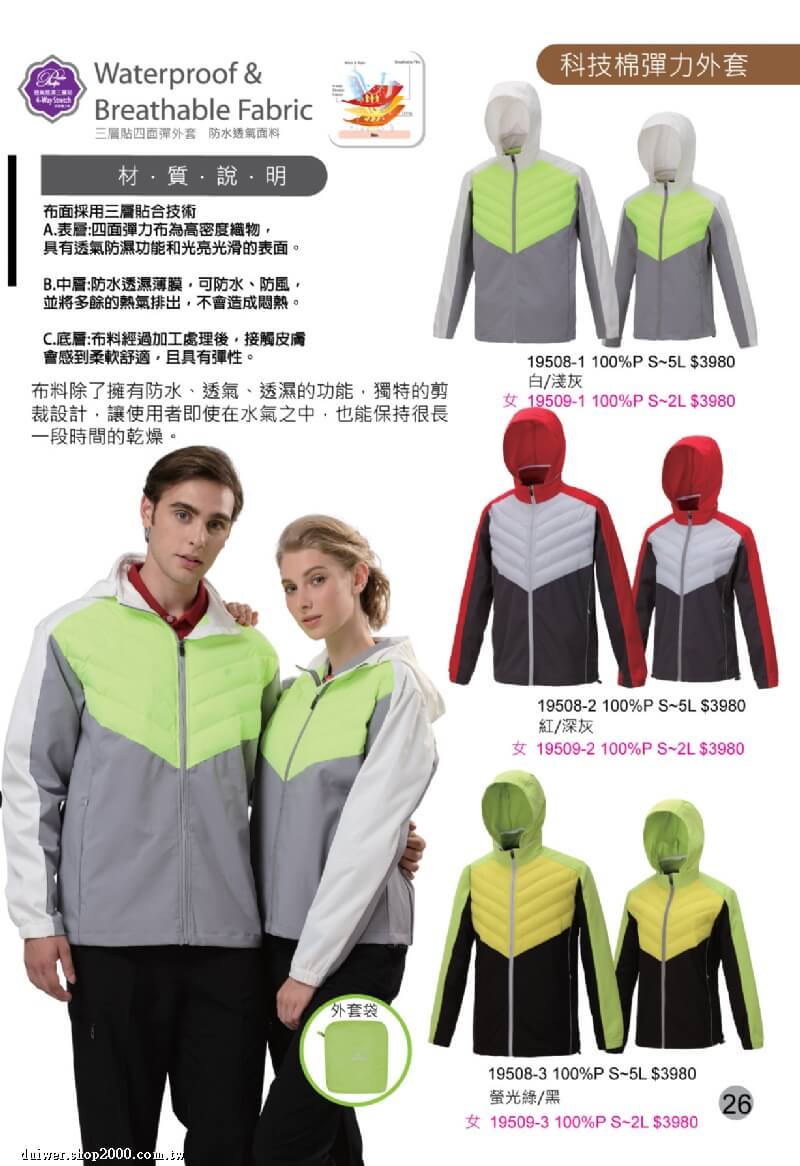 Waterproof &
Breathable Fabric
三層貼四面彈外套　防水透氣面料
4-Way Stretch
科技棉彈力外套
材．質．說．明
布面採用三層貼合技術
A.表層:四面彈力布為高密度織物，
具有透氣防濕功能和光亮光滑的表面。
B.中層:防水透濕薄膜，可防水、防風，
並將多餘的熱氣排出，不會造成悶熱。
C.底層:布料經過加工處理後，接觸皮膚
會感到柔軟舒適，且具有彈性。
布料除了擁有防水、透氣、透濕的功能，獨特的剪
裁設計，讓使用者即使在水氣之中，也能保持很長
一段時間的乾燥。
19508-1 100%P S~5L $3980
白/淺灰
女 19509-1 100%P S~2L $3980
19508-2 100%P S~5L $3980
紅/深灰
女 19509-2 100%P S~2L $3980
外套袋
19508-3 100%P S~5L $3980
螢光綠/黑
女 19509-3 100%P S~2L $3980
26
duiwer.shop2000.com.tw